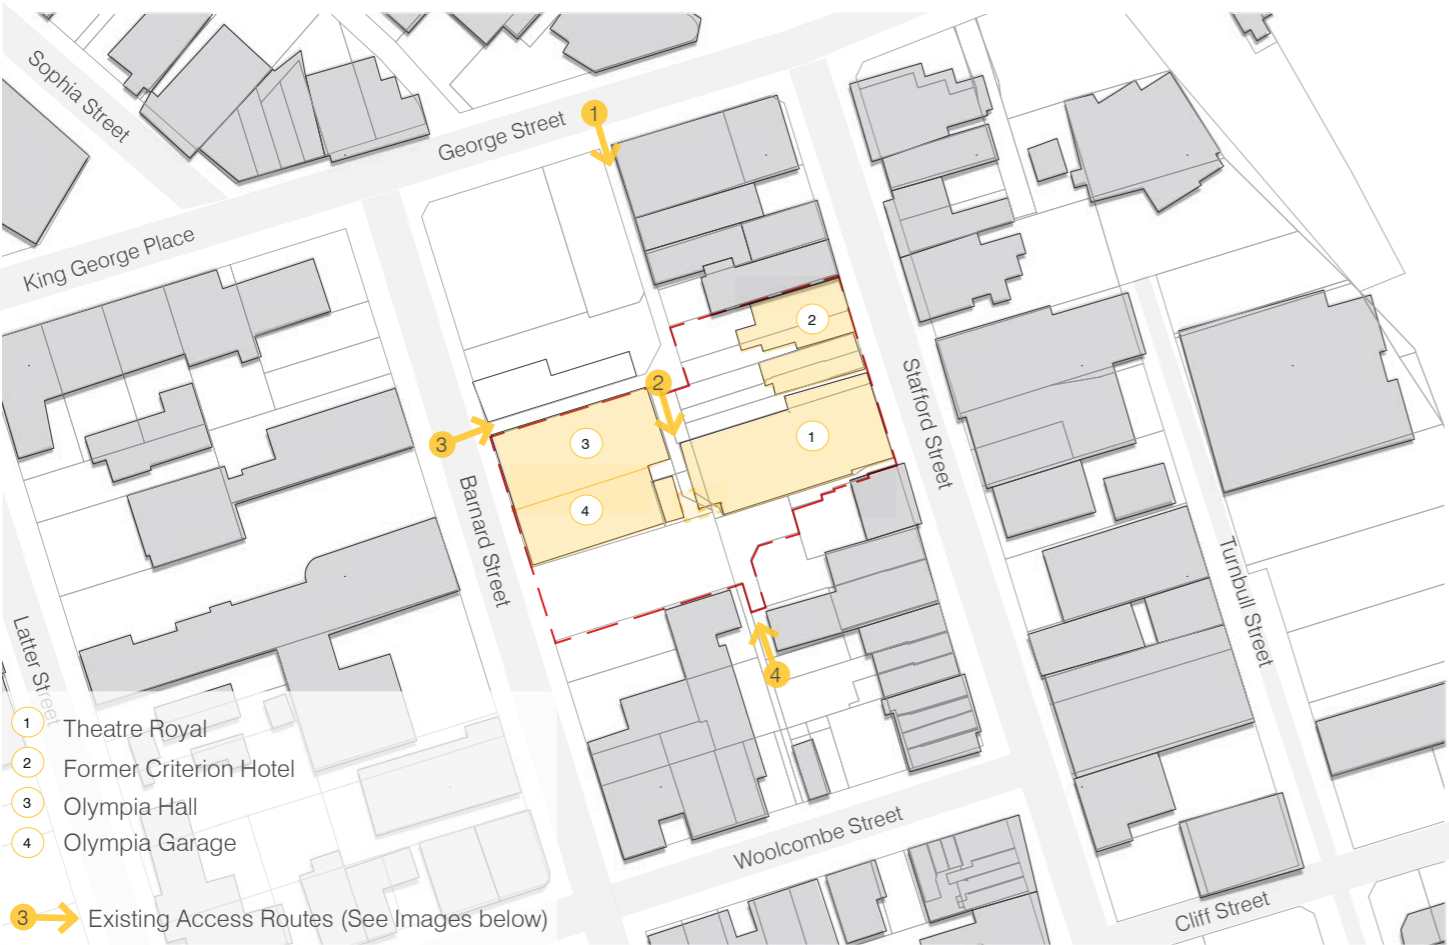 Sophia Street
George Street
1
King George Place
2
2
3
3
1
4
Stafford Street
Barnard Street
4
Turnbull Street
Latter Street
Woolcombe Street
Cliff Street
1 Theatre Royal
2 Former Criterion Hotel
3 Olympia Hall
4 Olympia Garage
3 Existing Access Routes (See Images below)